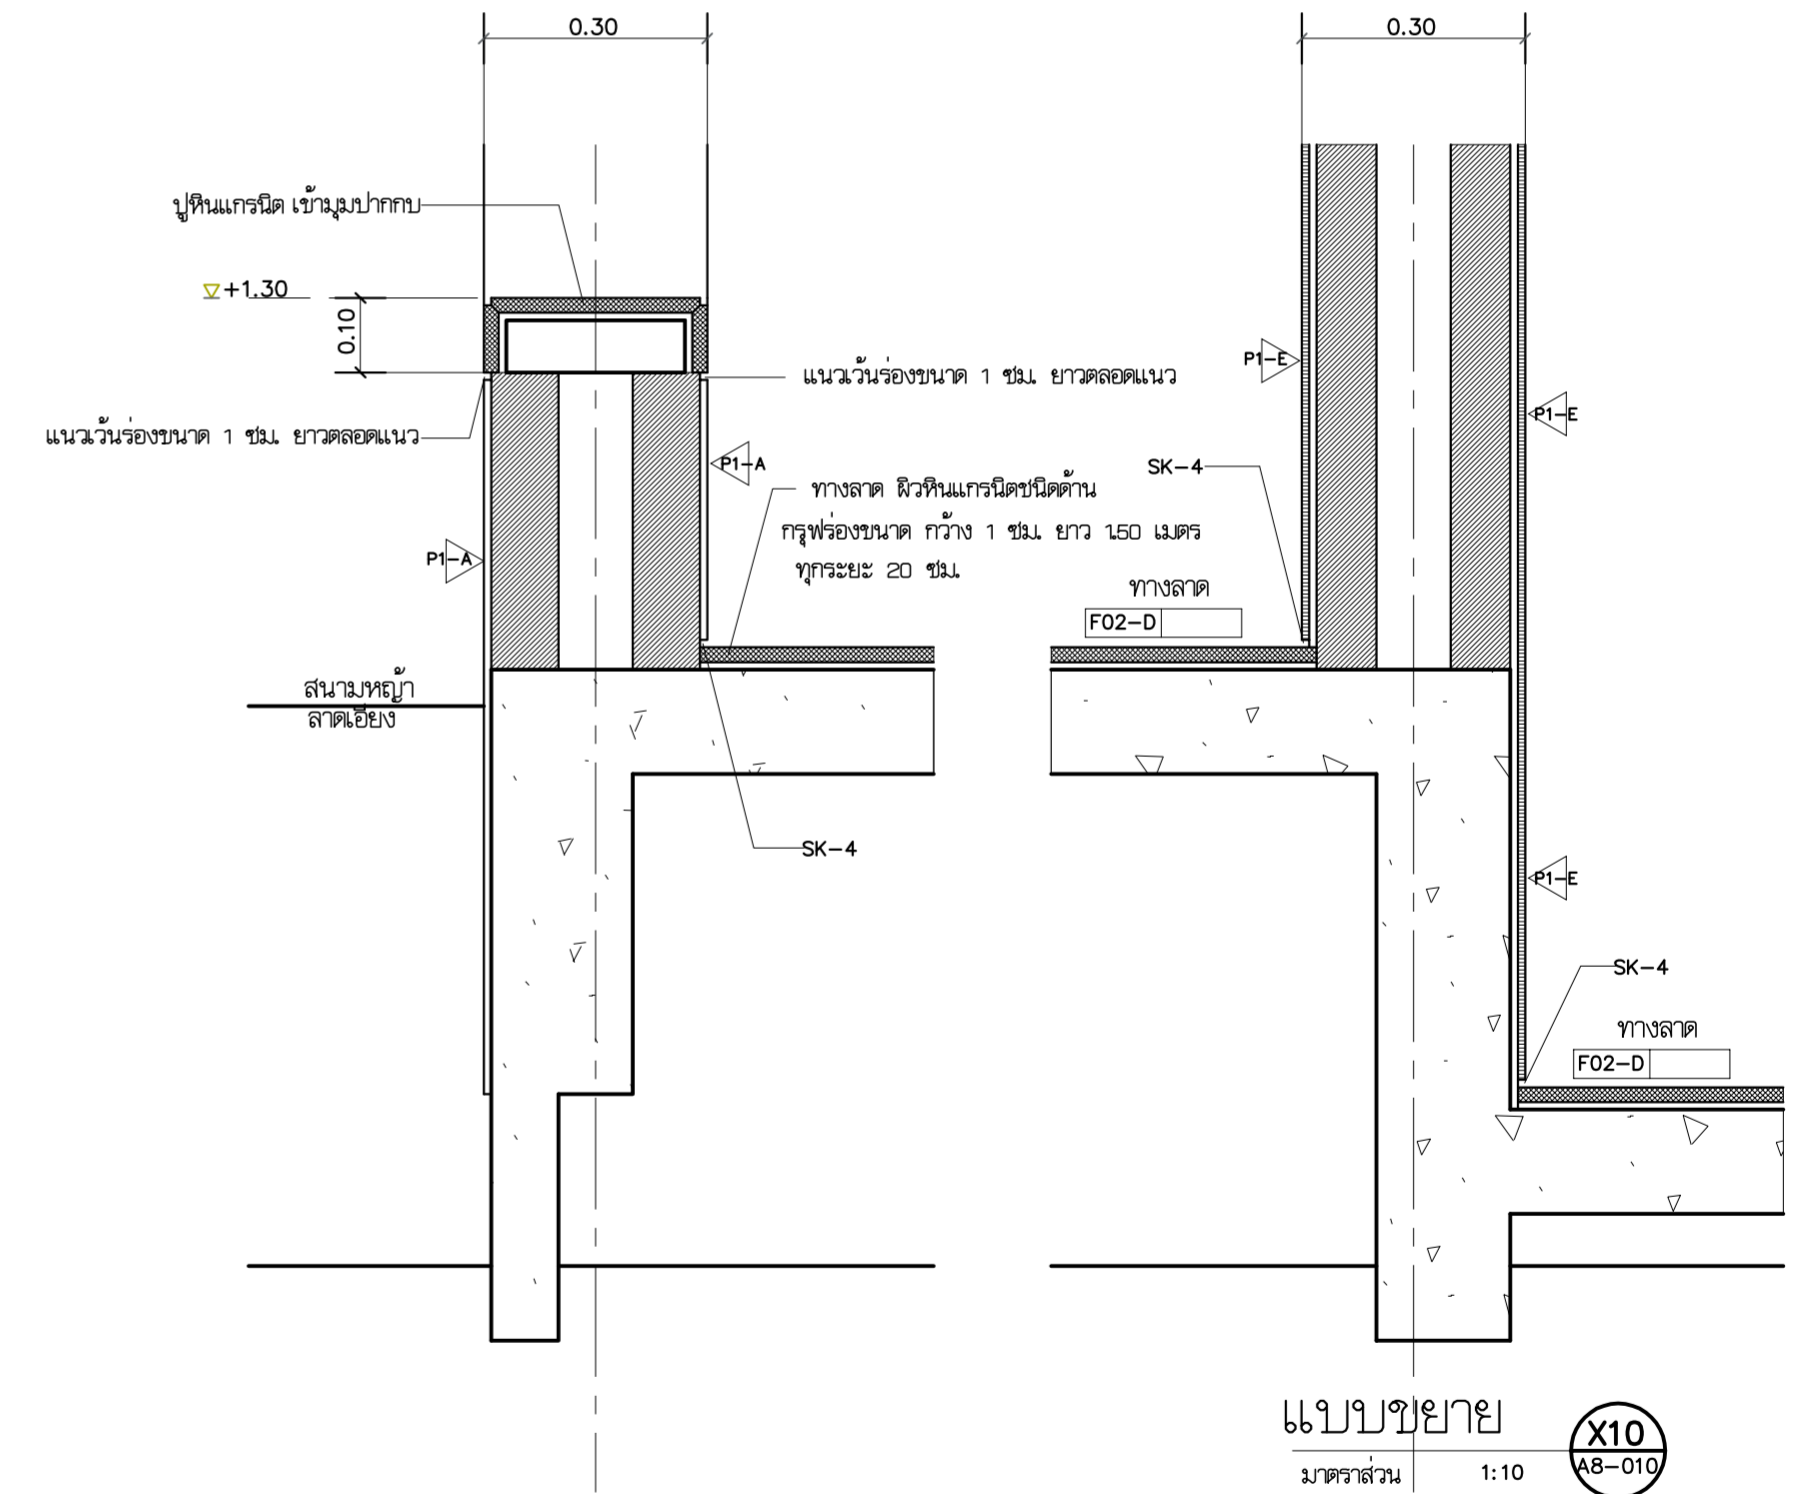 0.30
0.30
ปูหินแกรนิต เข้ามุมปากกบ
+1.30
0.10
แนวเว้นร่องขนาด 1 ซม. ยาวตลอดแนว
แนวเว้นร่องขนาด 1 ซม. ยาวตลอดแนว
P1-A
P1-A
ทางลาด ผิวหินแกรนิตชนิดด้าน
กรุฟร่องขนาด กว้าง 1 ซม. ยาว 1.50 เมตร
ทุกระยะ 20 ซม.
P1-E
P1-E
SK-4
ทางลาด
F02-D
สนามหญ้า
ลาดเอียง
SK-4
P1-E
SK-4
ทางลาด
F02-D
แบบขยาย
มาตราส่วน 1:10
X10
A8-010